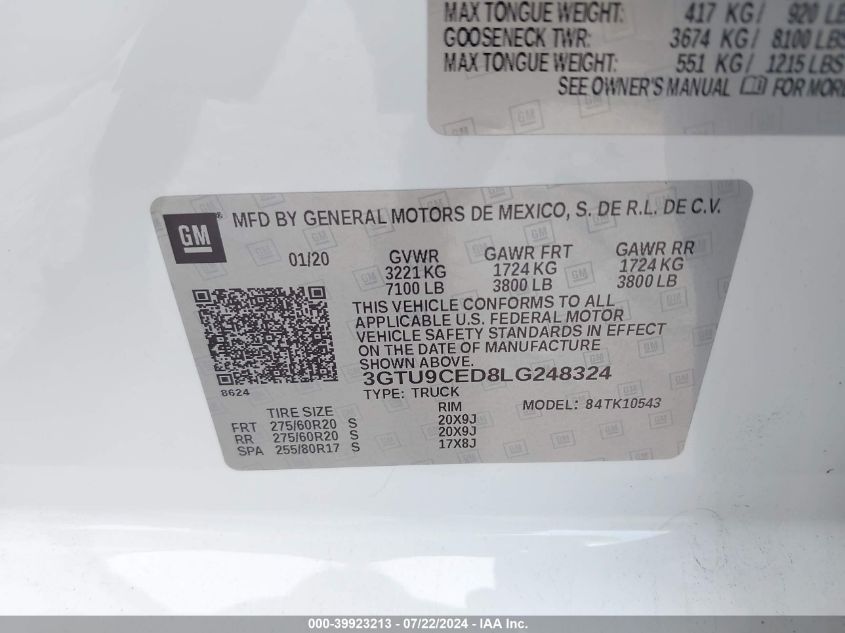 MAX TONGUE WEIGHT: 417 KG/ 920 LB
GOOSENECK TWR: 3674 KG/ 8100 LBS
MAX TONGUE WEIGHT: 551 KG/ 1215 LBS
SEE OWNER'S MANUAL FOR MORE
GM MFD BY GENERAL MOTORS DE MEXICO, S. DE R.L. DE C.V.
01/20 GVWR GAWR FRT GAWR RR
3221 KG 1724 KG 1724 KG
7100 LB 3800 LB 3800 LB
THIS VEHICLE CONFORMS TO ALL
APPLICABLE U.S. FEDERAL MOTOR
VEHICLE SAFETY STANDARDS IN EFFECT
ON THE DATE OF MANUFACTURE
SHOWN ABOVE.
8624 3GTU9CED8LG248324
TYPE: TRUCK MODEL: 84TK10543
TIRE SIZE RIM
FRT 275/60R20 S 20X9J
RR 275/60R20 S 20X9J
SPA 255/80R17 S 17X8J
000-39923213 - 07/22/2024 - IAA Inc.